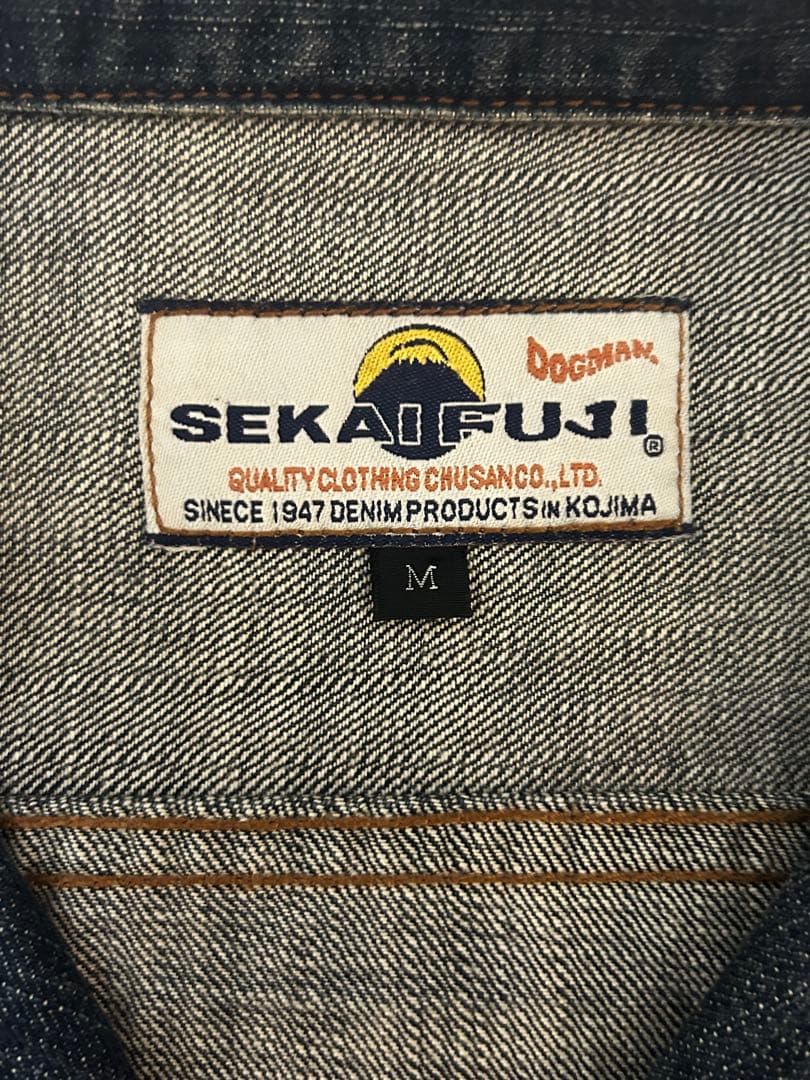 DOGMAN
SEKAI FUJI®
QUALITY CLOTHING CHUSAN CO., LTD.
SINECE 1947 DENIM PRODUCTS IN KOJIMA
M